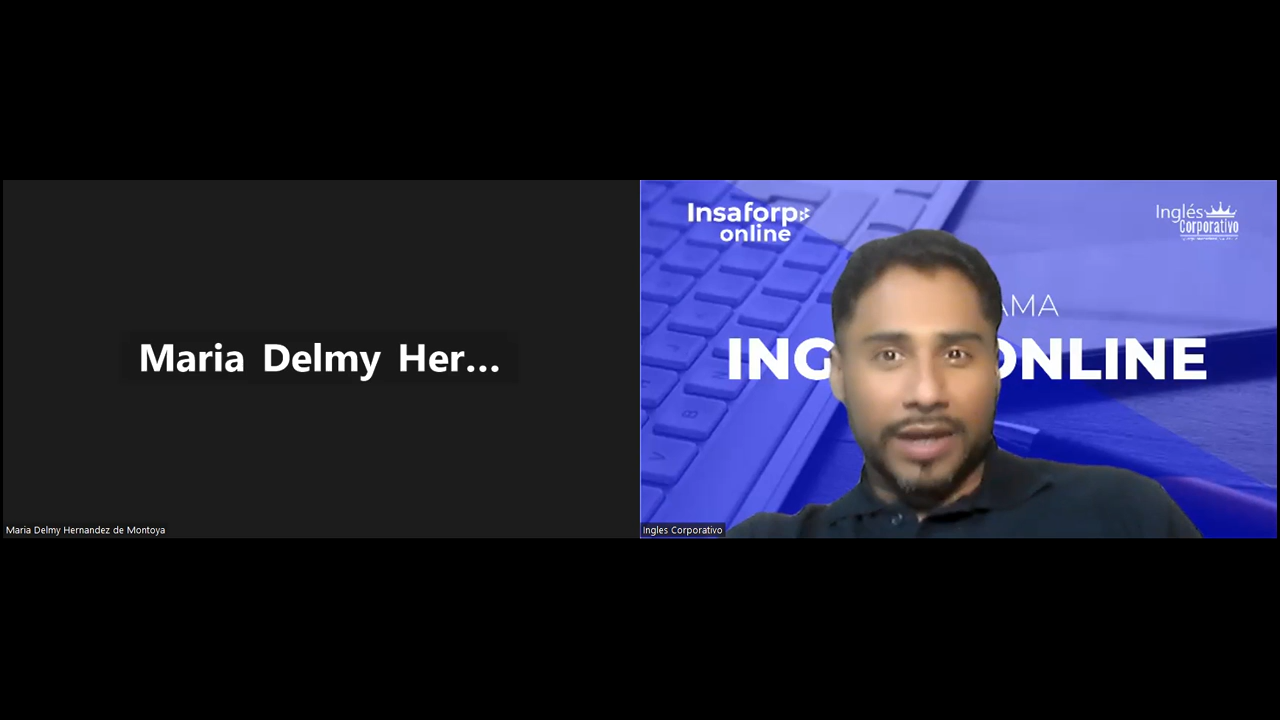 Maria Delmy Her...
Maria Delmy Hernandez de Montoya
Insaforp
online
Inglés
Corporativo
AMA
ING ONLINE
Ingles Corporativo